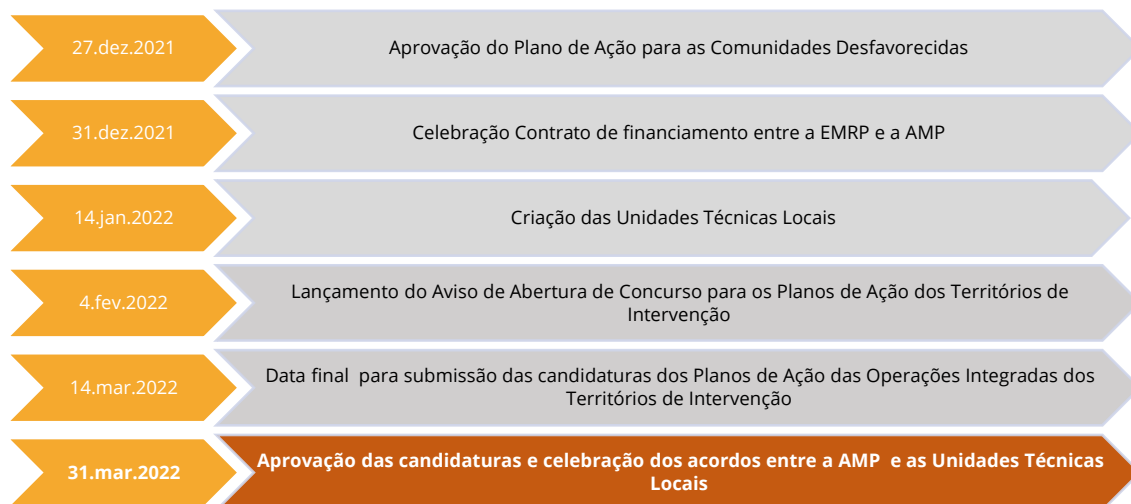 27.dez.2021
Aprovação do Plano de Ação para as Comunidades Desfavorecidas
31.dez.2021
Celebração Contrato de financiamento entre a EMRP e a AMP
14.jan.2022
Criação das Unidades Técnicas Locais
4.fev.2022
Lançamento do Aviso de Abertura de Concurso para os Planos de Ação dos Territórios de
Intervenção
14.mar.2022
Data final para submissão das candidaturas dos Planos de Ação das Operações Integradas dos
Territórios de Intervenção
31.mar.2022
Aprovação das candidaturas e celebração dos acordos entre a AMP e as Unidades Técnicas
Locais